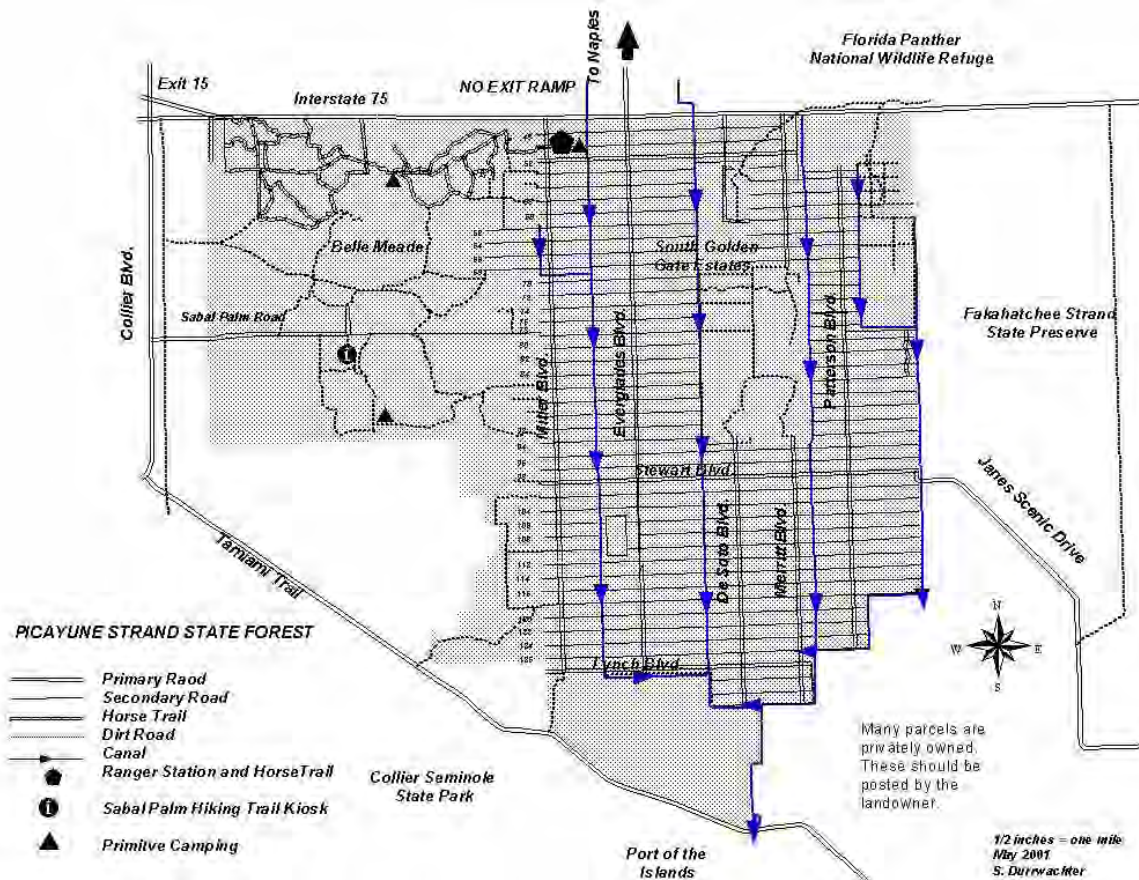 To Naples
Florida Panther
National Wildlife Refuge
Exit 15
NO EXIT RAMP
Interstate 75
Collier Blvd.
Belle Meade
South Golden
Gate Estates
Sabal Palm Road
Fakahatchee Strand
State Preserve
Miller Blvd.
Everglades Blvd.
Patterson Blvd.
Stewart Blvd.
De Soto Blvd.
Merritt Blvd.
Janes Scenic Drive
Tamiami Trail
Lynch Blvd.
PICAYUNE STRAND STATE FOREST
Primary Raod
Secondary Road
Horse Trail
Dirt Road
Canal
Ranger Station and HorseTrail
Sabal Palm Hiking Trail Kiosk
Primitve Camping
Collier Seminole
State Park
Port of the
Islands
N
W E
S
Many parcels are
privately owned.
These should be
posted by the
landowner.
1/2 inches = one mile
May 2001
S. Durrwachter